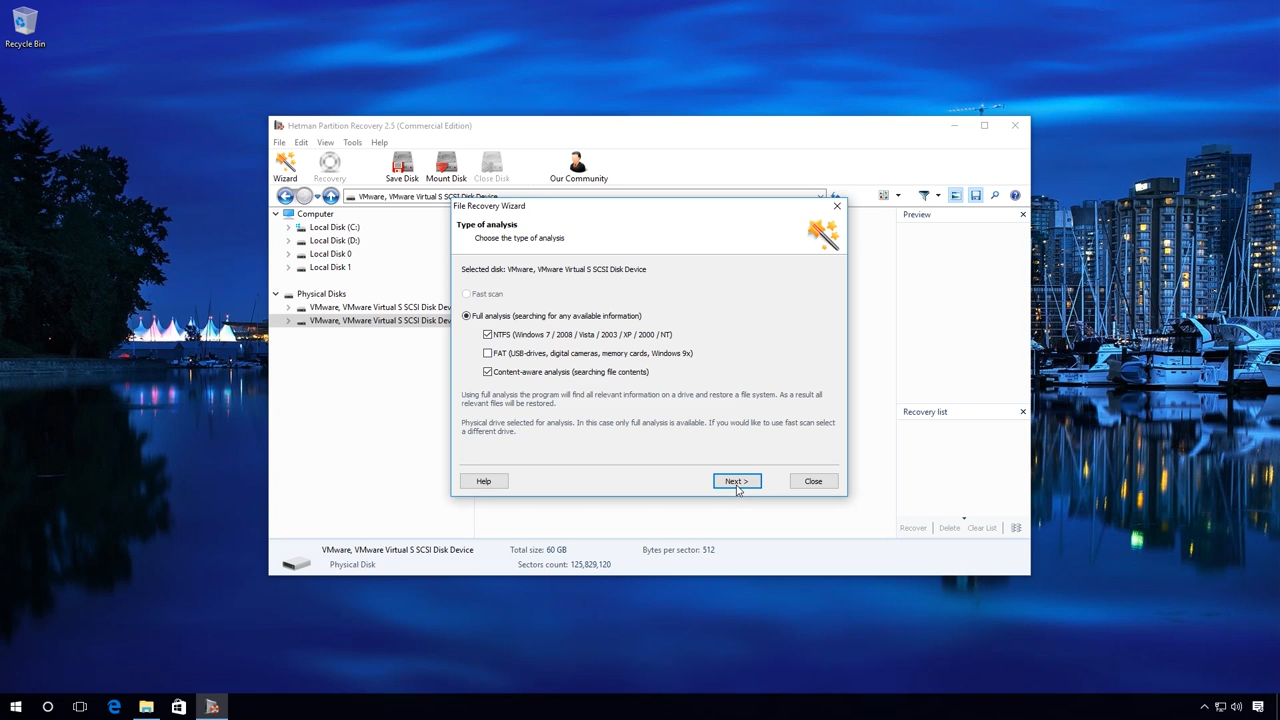 Recycle Bin
Hetman Partition Recovery 2.5 (Commercial Edition)
File Edit View Tools Help
Wizard Recovery Save Disk Mount Disk Close Disk Our Community
VMware, VMware Virtual S SCSI Disk Device
Computer
Local Disk (C:)
Local Disk (D:)
Local Disk 0
Local Disk 1
Physical Disks
VMware, VMware Virtual S SCSI Disk Dev
VMware, VMware Virtual S SCSI Disk Dev
File Recovery Wizard
Type of analysis
Choose the type of analysis
Selected disk: VMware, VMware Virtual S SCSI Disk Device
Fast scan
Full analysis (searching for any available information)
NTFS (Windows 7 / 2008 / Vista / 2003 / XP / 2000 / NT)
FAT (USB-drives, digital cameras, memory cards, Windows 9x)
Content-aware analysis (searching file contents)
Using full analysis the program will find all relevant information on a drive and restore a file system. As a result all
relevant files will be restored.
Physical drive selected for analysis. In this case only full analysis is available. If you would like to use fast scan select
a different drive.
Help Next > Close
Preview
Recovery list
Recover Delete Clear List
VMware, VMware Virtual S SCSI Disk Device Total size: 60 GB Bytes per sector: 512
Physical Disk Sectors count: 125,829,120